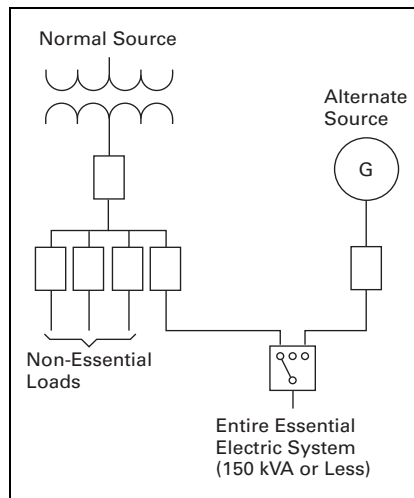 Normal Source
Alternate
Source
G
Non-Essential
Loads
Entire Essential
Electric System
(150 kVA or Less)